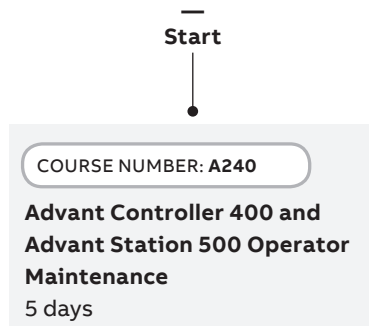 Start
COURSE NUMBER: A240
Advant Controller 400 and
Advant Station 500 Operator
Maintenance
5 days